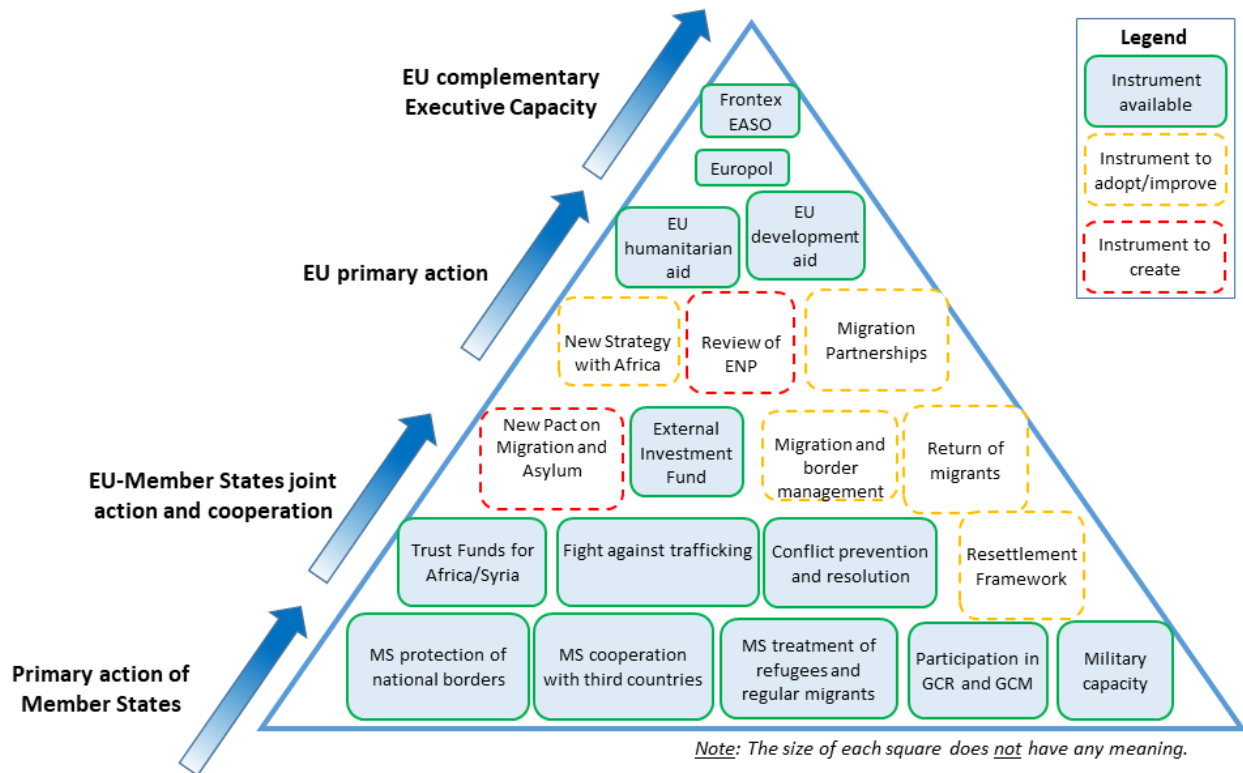 EU complementary
Executive Capacity
EU primary action
EU-Member States joint
action and cooperation
Primary action of
Member States
Frontex
EASO
Europol
EU
humanitarian
aid
EU
development
aid
New Strategy
with Africa
Review of
ENP
Migration
Partnerships
New Pact on
Migration and
Asylum
External
Investment
Fund
Migration and
border
management
Return of
migrants
Trust Funds for
Africa/Syria
Fight against trafficking
Conflict prevention
and resolution
Resettlement
Framework
MS protection of
national borders
MS cooperation
with third countries
MS treatment of
refugees and
regular migrants
Participation in
GCR and GCM
Military
capacity
Legend
Instrument
available
Instrument to
adopt/improve
Instrument to
create
Note: The size of each square does not have any meaning.